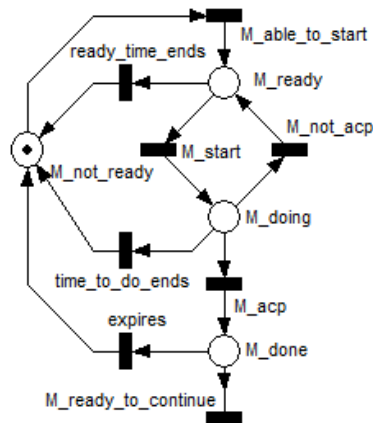 M_able_to_start
ready_time_ends
M_ready
M_not_acp
M_start
M_not_ready
M_doing
time_to_do_ends
M_acp
expires
M_done
M_ready_to_continue